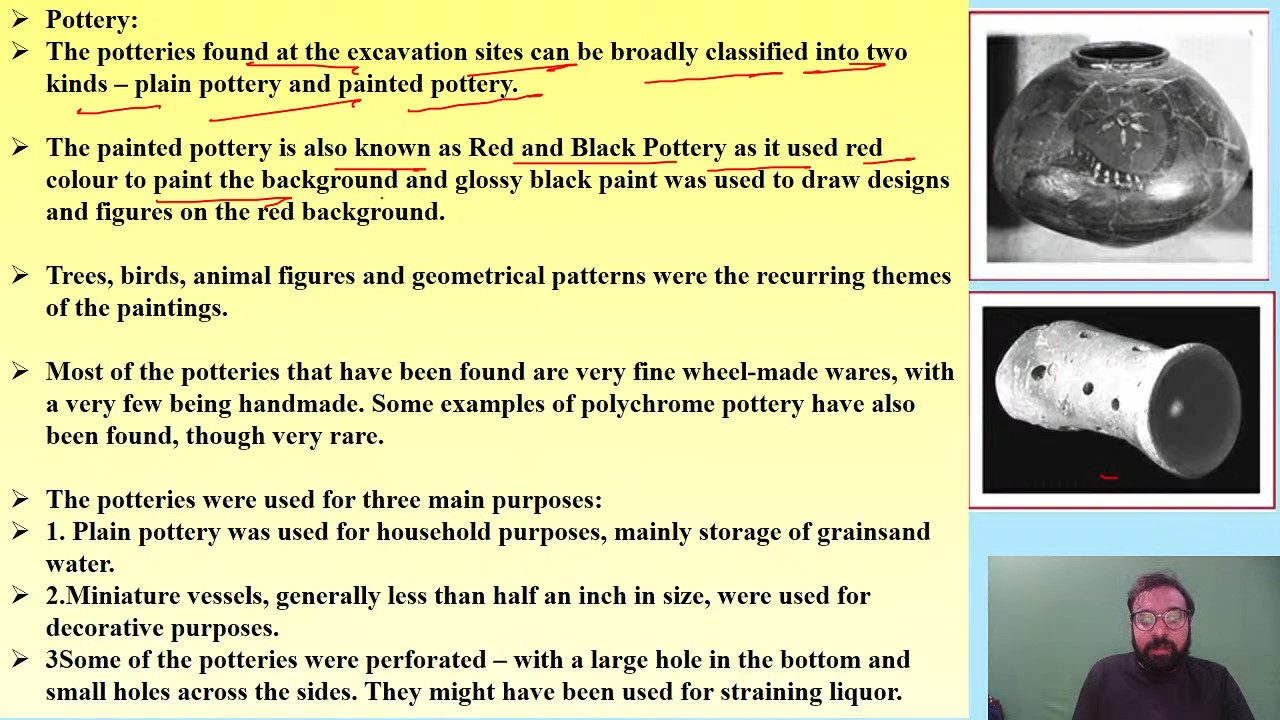 ➢ Pottery:
➢ The potteries found at the excavation sites can be broadly classified into two
kinds – plain pottery and painted pottery.
➢ The painted pottery is also known as Red and Black Pottery as it used red
colour to paint the background and glossy black paint was used to draw designs
and figures on the red background.
➢ Trees, birds, animal figures and geometrical patterns were the recurring themes
of the paintings.
➢ Most of the potteries that have been found are very fine wheel-made wares, with
a very few being handmade. Some examples of polychrome pottery have also
been found, though very rare.
➢ The potteries were used for three main purposes:
➢ 1. Plain pottery was used for household purposes, mainly storage of grainsand
water.
➢ 2.Miniature vessels, generally less than half an inch in size, were used for
decorative purposes.
➢ 3Some of the potteries were perforated – with a large hole in the bottom and
small holes across the sides. They might have been used for straining liquor.